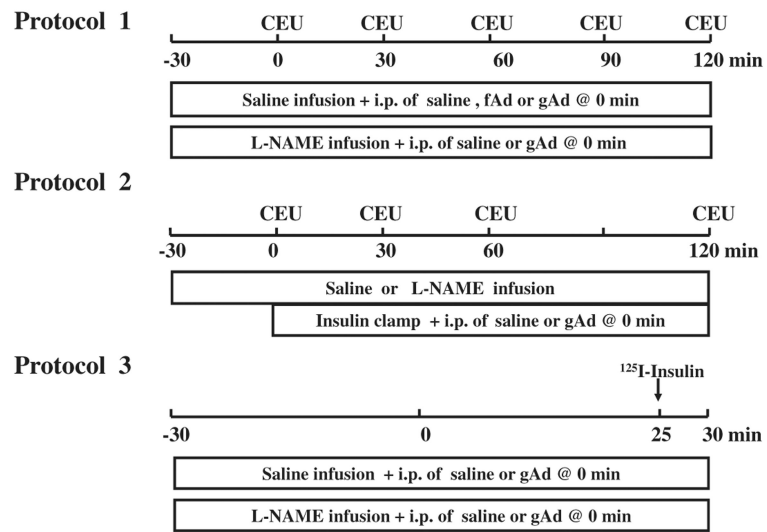 Protocol 1
CEU CEU CEU CEU CEU
-30 0 30 60 90 120 min
Saline infusion + i.p. of saline , fAd or gAd @ 0 min
L-NAME infusion + i.p. of saline or gAd @ 0 min
Protocol 2
CEU CEU CEU CEU
-30 0 30 60 120 min
Saline or L-NAME infusion
Insulin clamp + i.p. of saline or gAd @ 0 min
Protocol 3
¹²⁵I-Insulin
-30 0 25 30 min
Saline infusion + i.p. of saline or gAd @ 0 min
L-NAME infusion + i.p. of saline or gAd @ 0 min